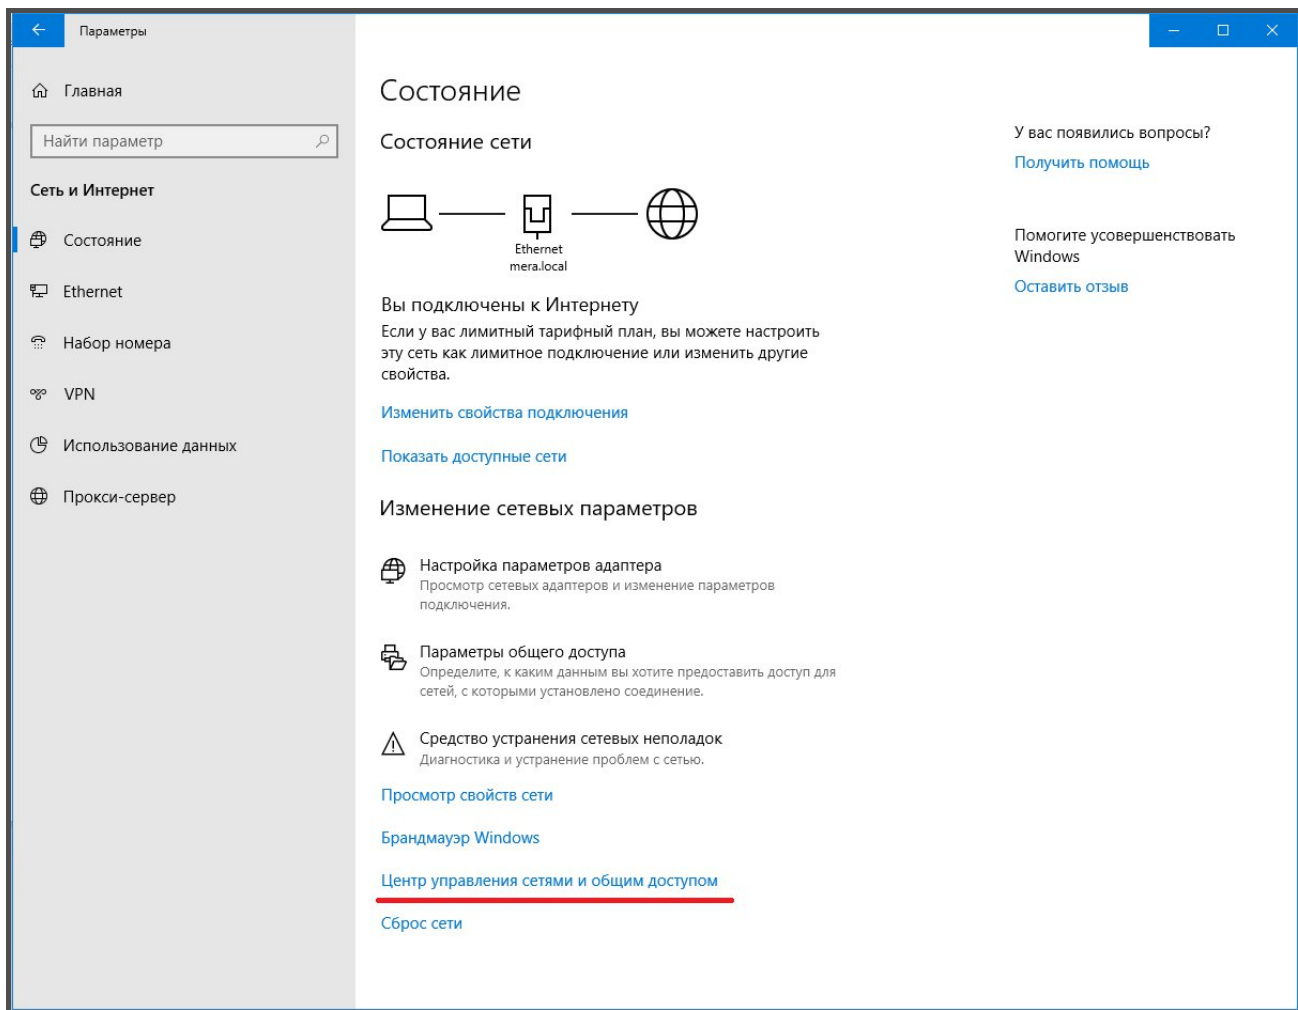 Параметры
Главная
Найти параметр
Сеть и Интернет
Состояние
Ethernet
Набор номера
VPN
Использование данных
Прокси-сервер
Состояние
Состояние сети
Ethernet
mera.local
Вы подключены к Интернету
Если у вас лимитный тарифный план, вы можете настроить
эту сеть как лимитное подключение или изменить другие
свойства.
Изменить свойства подключения
Показать доступные сети
Изменение сетевых параметров
Настройка параметров адаптера
Просмотр сетевых адаптеров и изменение параметров
подключения.
Параметры общего доступа
Определите, к каким данным вы хотите предоставить доступ для
сетей, с которыми установлено соединение.
Средство устранения сетевых неполадок
Диагностика и устранение проблем с сетью.
Просмотр свойств сети
Брандмауэр Windows
Центр управления сетями и общим доступом
Сброс сети
У вас появились вопросы?
Получить помощь
Помогите усовершенствовать
Windows
Оставить отзыв